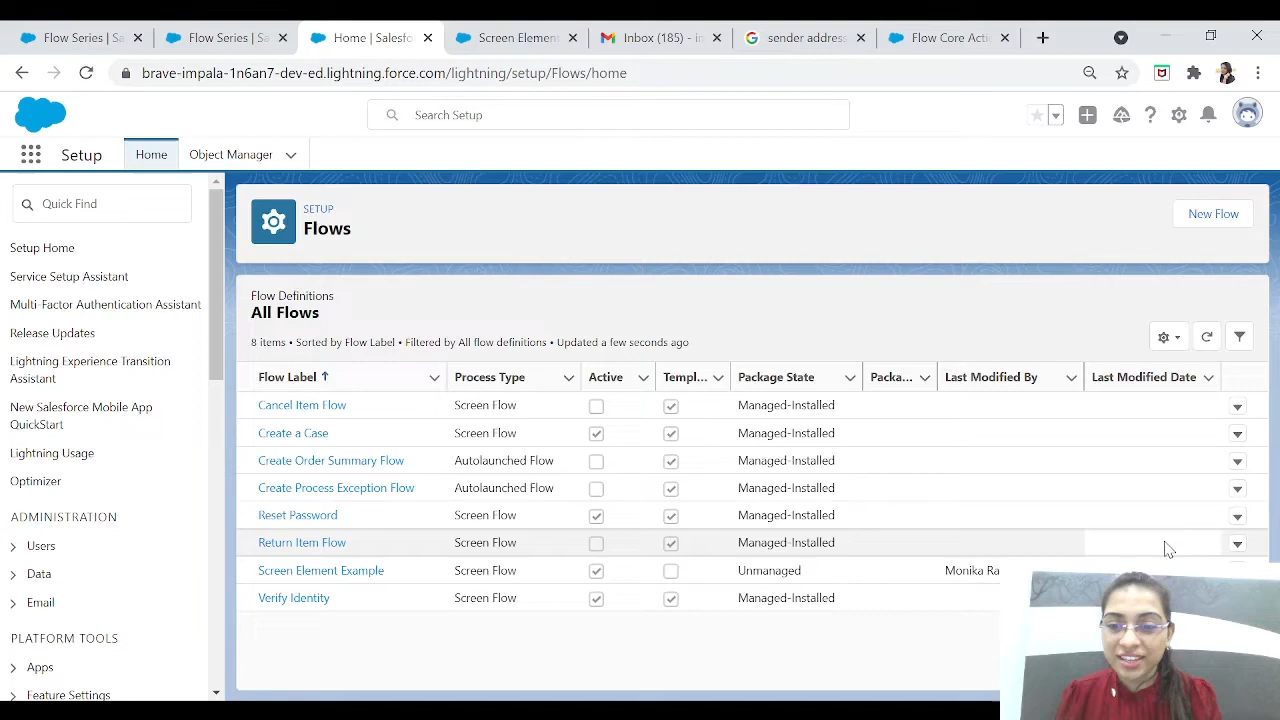 Flow Series | Sa
Flow Series | Sa
Home | Salesfo
Screen Elemen
Inbox (185) - i
sender address
Flow Core Acti
brave-impala-1n6an7-dev-ed.lightning.force.com/lightning/setup/Flows/home
Search Setup
Setup
Home
Object Manager
Quick Find
Setup Home
Service Setup Assistant
Multi-Factor Authentication Assistant
Release Updates
Lightning Experience Transition
Assistant
New Salesforce Mobile App
QuickStart
Lightning Usage
Optimizer
ADMINISTRATION
Users
Data
Email
PLATFORM TOOLS
Apps
Feature Settings
SETUP
Flows
New Flow
Flow Definitions
All Flows
8 items • Sorted by Flow Label • Filtered by All flow definitions • Updated a few seconds ago
Flow Label ↑ Process Type Active Templ... Package State Packa... Last Modified By Last Modified Date
Cancel Item Flow Screen Flow Managed-Installed
Create a Case Screen Flow Managed-Installed
Create Order Summary Flow Autolaunched Flow Managed-Installed
Create Process Exception Flow Autolaunched Flow Managed-Installed
Reset Password Screen Flow Managed-Installed
Return Item Flow Screen Flow Managed-Installed
Screen Element Example Screen Flow Unmanaged Monika Ra
Verify Identity Screen Flow Managed-Installed